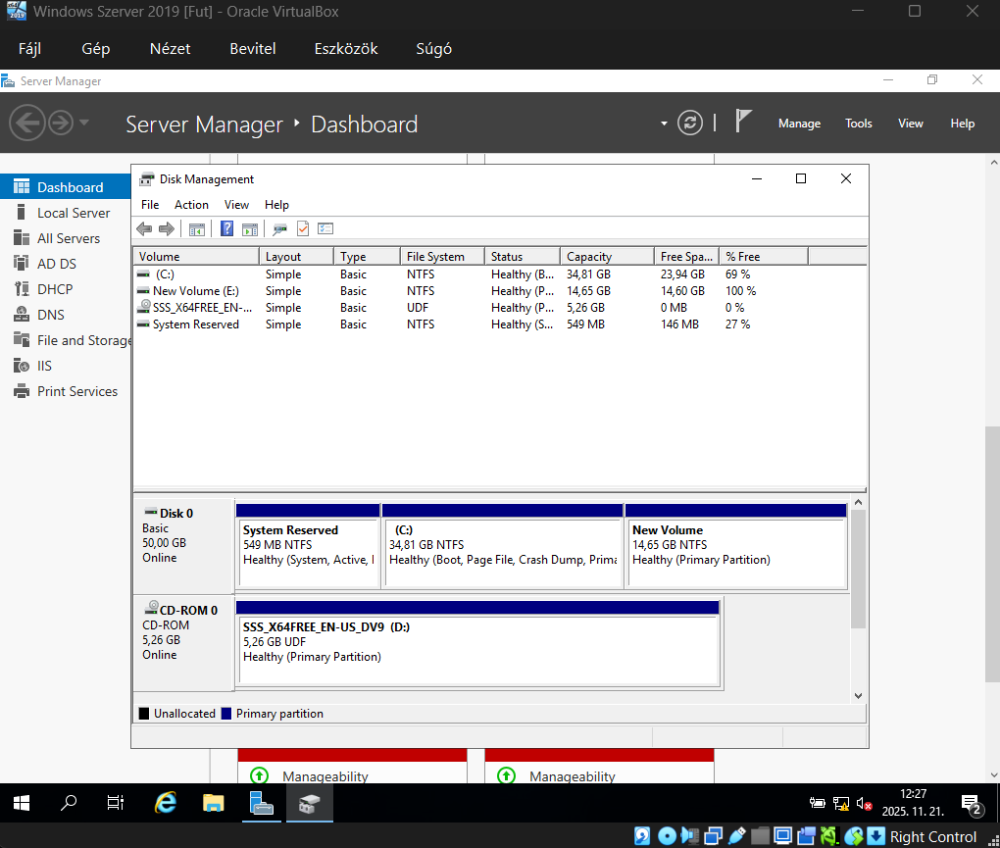 Windows Szerver 2019 [Fut] - Oracle VirtualBox
Fájl Gép Nézet Bevitel Eszközök Súgó
Server Manager
Server Manager Dashboard
Manage Tools View Help
Dashboard
Local Server
All Servers
AD DS
DHCP
DNS
File and Storage
IIS
Print Services
Disk Management
File Action View Help
Volume Layout Type File System Status Capacity Free Spa... % Free
(C:) Simple Basic NTFS Healthy (B... 34,81 GB 23,94 GB 69 %
New Volume (E:) Simple Basic NTFS Healthy (P... 14,65 GB 14,60 GB 100 %
SSS_X64FREE_EN-... Simple Basic UDF Healthy (P... 5,26 GB 0 MB 0 %
System Reserved Simple Basic NTFS Healthy (S... 549 MB 146 MB 27 %
Disk 0
Basic
50,00 GB
Online
System Reserved
549 MB NTFS
Healthy (System, Active,
(C:)
34,81 GB NTFS
Healthy (Boot, Page File, Crash Dump, Prima
New Volume
14,65 GB NTFS
Healthy (Primary Partition)
CD-ROM 0
CD-ROM
5,26 GB
Online
SSS_X64FREE_EN-US_DV9 (D:)
5,26 GB UDF
Healthy (Primary Partition)
Unallocated Primary partition
Manageability Manageability
12:27
2025. 11. 21.
2
Right Control